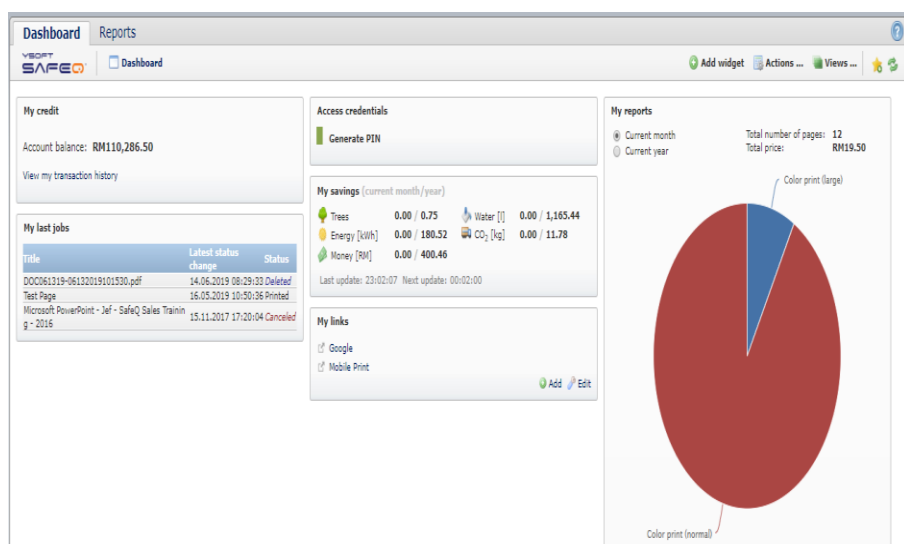 Dashboard Reports
YSOFT
SAFEQ
Dashboard
Add widget Actions ... Views ...
My credit
Account balance: RM110,286.50
View my transaction history
My last jobs
Title Latest status change Status
DOC061319-06132019101530.pdf 14.06.2019 08:29:33 Deleted
Test Page 16.05.2019 10:50:36 Printed
Microsoft PowerPoint - Jef - SafeQ Sales Trainin
g - 2016 15.11.2017 17:20:04 Canceled
Access credentials
Generate PIN
My savings (current month/year)
Trees 0.00 / 0.75 Water [l] 0.00 / 1,165.44
Energy [kWh] 0.00 / 180.52 CO₂ [kg] 0.00 / 11.78
Money [RM] 0.00 / 400.46
Last update: 23:02:07 Next update: 00:02:00
My links
Google
Mobile Print
Add Edit
My reports
Current month Total number of pages: 12
Current year Total price: RM19.50
Color print (large)
Color print (normal)